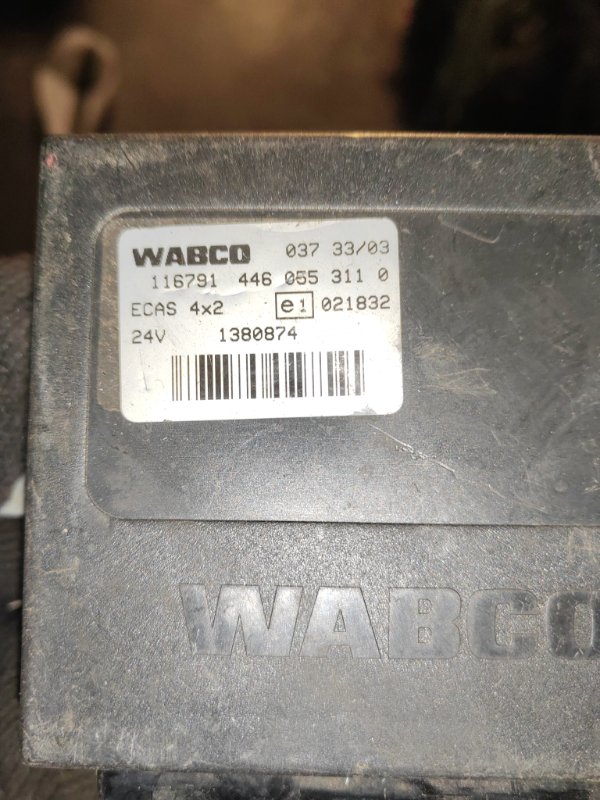 WABCO 037 33/03
116791 446 055 311 0
ECAS 4x2 e1 021832
24V 1380874
WABCO